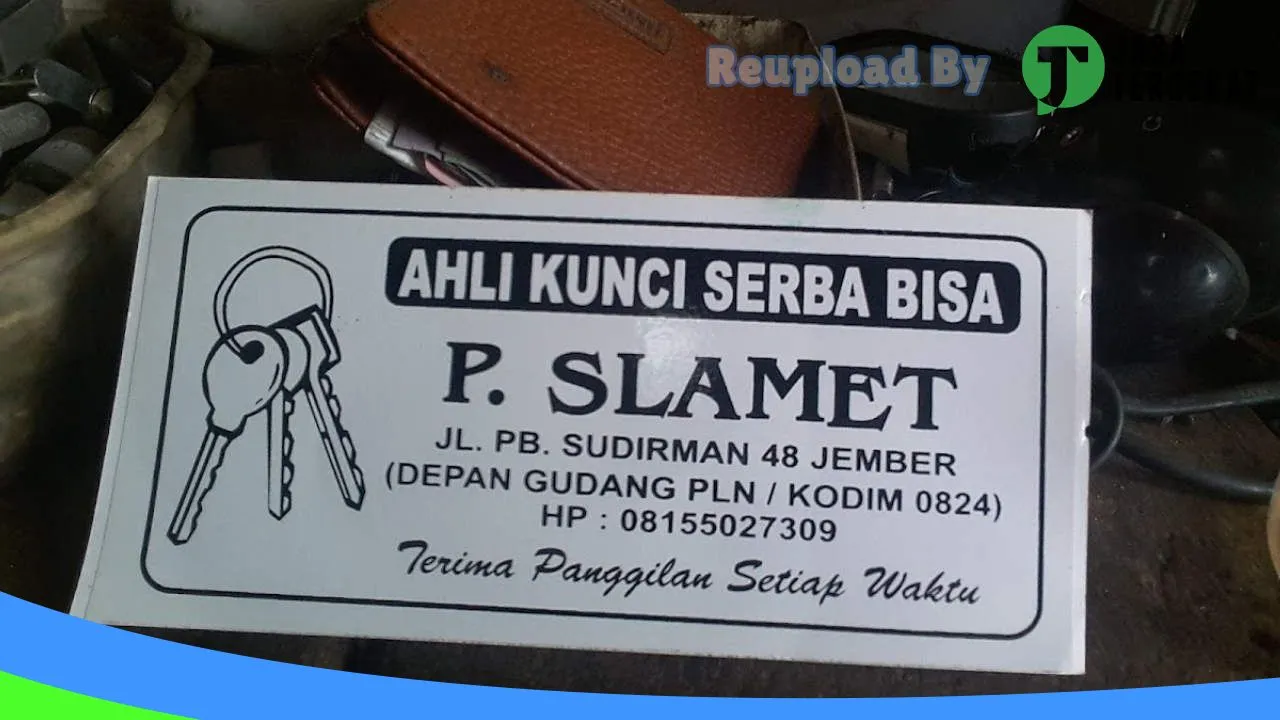 Reupload By
AHLI KUNCI SERBA BISA
P. SLAMET
JL. PB. SUDIRMAN 48 JEMBER
(DEPAN GUDANG PLN / KODIM 0824)
HP : 08155027309
Terima Panggilan Setiap Waktu